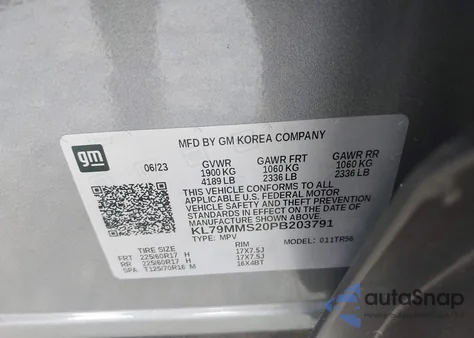 MFD BY GM KOREA COMPANY
gm
06/23 GVWR GAWR FRT GAWR RR
1900 KG 1060 KG 1060 KG
4189 LB 2336 LB 2336 LB
THIS VEHICLE CONFORMS TO ALL
APPLICABLE U.S. FEDERAL MOTOR
VEHICLE SAFETY AND THEFT PREVENTION
STANDARDS IN EFFECT ON THE DATE OF
MANUFACTURE SHOWN ABOVE.
KL79MMS20PB203791
TYPE: MPV MODEL: 011TR56
TIRE SIZE RIM
FRT 225/60R17 H 17X7.5J
RR 225/60R17 H 17X7.5J
SPA T125/70R16 M 16X4BT
autoSnap